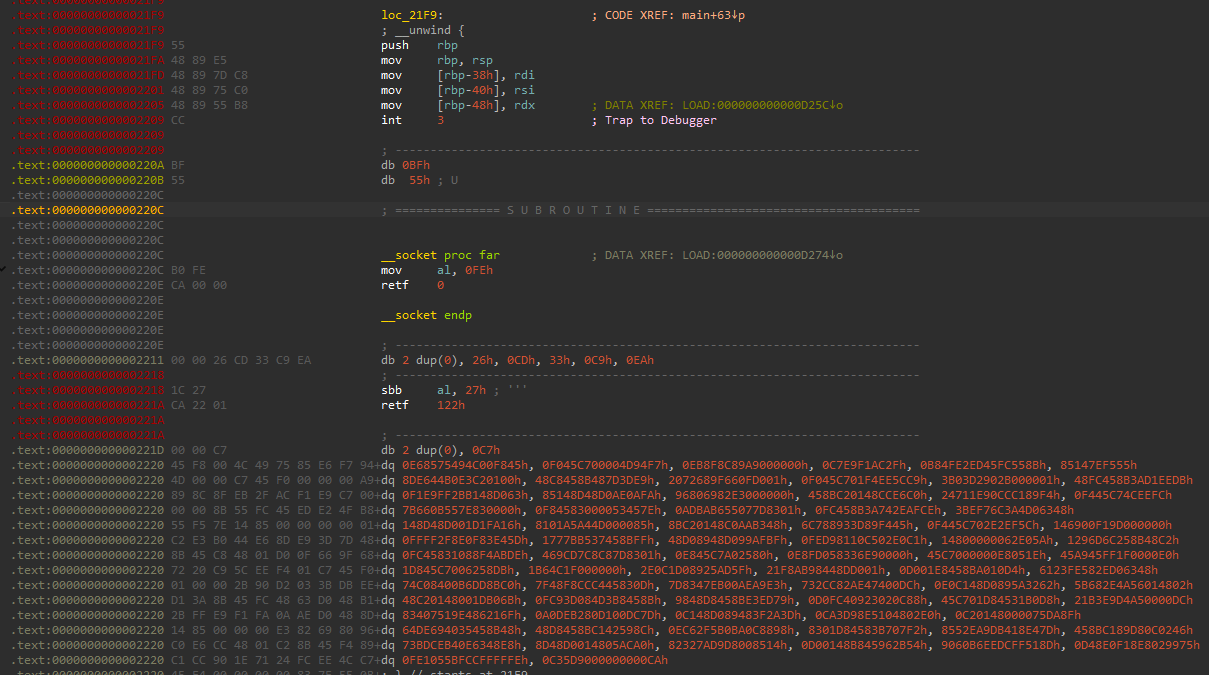 .text:00000000000021F9
.text:00000000000021F9 loc_21F9: ; CODE XREF: main+63↓p
.text:00000000000021F9 ; __unwind {
.text:00000000000021F9 55 push rbp
.text:00000000000021FA 48 89 E5 mov rbp, rsp
.text:00000000000021FD 48 89 7D C8 mov [rbp-38h], rdi
.text:0000000000002201 48 89 75 C0 mov [rbp-40h], rsi
.text:0000000000002205 48 89 55 B8 mov [rbp-48h], rdx ; DATA XREF: LOAD:000000000000D25C↓o
.text:0000000000002209 CC int 3 ; Trap to Debugger
.text:0000000000002209
.text:0000000000002209 ; ---------------------------------------------------------------------------
.text:000000000000220A BF db 0BFh
.text:000000000000220B 55 db 55h ; U
.text:000000000000220C
.text:000000000000220C ; =============== S U B R O U T I N E =======================================
.text:000000000000220C
.text:000000000000220C
.text:000000000000220C __socket proc far ; DATA XREF: LOAD:000000000000D274↓o
.text:000000000000220C B0 FE mov al, 0FEh
.text:000000000000220E CA 00 00 retf 0
.text:000000000000220E
.text:000000000000220E __socket endp
.text:000000000000220E
.text:000000000000220E ; ---------------------------------------------------------------------------
.text:0000000000002211 00 00 26 CD 33 C9 EA db 2 dup(0), 26h, 0CDh, 33h, 0C9h, 0EAh
.text:0000000000002218 ; ---------------------------------------------------------------------------
.text:0000000000002218 1C 27 sbb al, 27h ; '''
.text:000000000000221A CA 22 01 retf 122h
.text:000000000000221A
.text:000000000000221A ; ---------------------------------------------------------------------------
.text:000000000000221D 00 00 C7 db 2 dup(0), 0C7h
.text:0000000000002220 45 F8 00 4C 49 75 85 E6 F7 94+dq 0E68575494C00F845h, 0F045C700004D94F7h, 0EB8F8C89A9000000h, 0C7E9F1AC2Fh, 0B84FE2ED45FC558Bh, 85147EF555h
.text:0000000000002220 4D 00 00 C7 45 F0 00 00 00 A9+dq 8DE644B0E3C20100h, 48C8458B487D3DE9h, 2072689F660FD001h, 0F045C701F4EE5CC9h, 3B03D2902B000001h, 48FC458B3AD1EEDBh
.text:0000000000002220 89 8C 8F EB 2F AC F1 E9 C7 00+dq 0F1E9FF2BB148D063h, 85148D48D0AE0AFAh, 96806982E3000000h, 458BC20148CCE6C0h, 24711E90CCC189F4h, 0F445C74CEEFCh
.text:0000000000002220 00 00 8B 55 FC 45 ED E2 4F B8+dq 7B660B557E830000h, 0F84583000053457Eh, 0ADBAB655077D8301h, 0FC458B3A742EAFCEh, 3BEF76C3A4D06348h
.text:0000000000002220 55 F5 7E 14 85 00 00 00 00 01+dq 148D48D001D1FA16h, 8101A5A44D000085h, 8BC20148C0AAB348h, 6C788933D89F445h, 0F445C702E2EF5Ch, 146900F19D000000h
.text:0000000000002220 C2 E3 B0 44 E6 8D E9 3D 7D 48+dq 0FFFF2F8E0F83E45Dh, 1777BB537458BFFh, 48D08948D099AFBFh, 0FED98110C502E0C1h, 14800000062E05Ah, 1296D6C258B48C2h
.text:0000000000002220 8B 45 C8 48 01 D0 0F 66 9F 68+dq 0FC45831088F4ABDEh, 469CD7C8C87D8301h, 0E845C7A02580h, 0E8FD058336E90000h, 45C7000000E8051Eh, 45A945FF1F0000E0h
.text:0000000000002220 72 20 C9 5C EE F4 01 C7 45 F0+dq 1D845C7006258DBh, 1B64C1F000000h, 2E0C1D08925AD5Fh, 21F8AB98448DD001h, 0D001E8458BA010D4h, 6123FE582ED06348h
.text:0000000000002220 01 00 00 2B 90 D2 03 3B DB EE+dq 74C08400B6DD8BC0h, 7F48F8CCC445830Dh, 7D8347EB00AEA9E3h, 732CC82AE47400DCh, 0E0C148D0895A3262h, 5B682E4A56014802h
.text:0000000000002220 D1 3A 8B 45 FC 48 63 D0 48 B1+dq 48C20148001DB06Bh, 0FC93D084D3B8458Bh, 9848D8458BE3ED79h, 0D0FC40923020C88h, 45C701D84531B0D8h, 21B3E9D4A50000DCh
.text:0000000000002220 2B FF E9 F1 FA 0A AE D0 48 8D+dq 83407519E486216Fh, 0A0DEB280D100DC7Dh, 0C148D089483F2A3Dh, 0CA3D98E5104802E0h, 0C20148000075DA8Fh
.text:0000000000002220 14 85 00 00 00 E3 82 69 80 96+dq 64DE694035458B48h, 48D8458BC142598Ch, 0EC62F5B0BA0C8898h, 8301D84583B707F2h, 8552EA9DB418E47Dh, 458BC189D80C0246h
.text:0000000000002220 C0 E6 CC 48 01 C2 8B 45 F4 89+dq 73BDCEB40E6348E8h, 8D48D0014805ACA0h, 82327AD9D8008514h, 0D00148B845962B54h, 9060B6EEDCFF518Dh, 0D48E0F18E8029975h
.text:0000000000002220 C1 CC 90 1E 71 24 FC EE 4C C7+dq 0FE1055BFCCFFFFFEh, 0C35D9000000000CAh